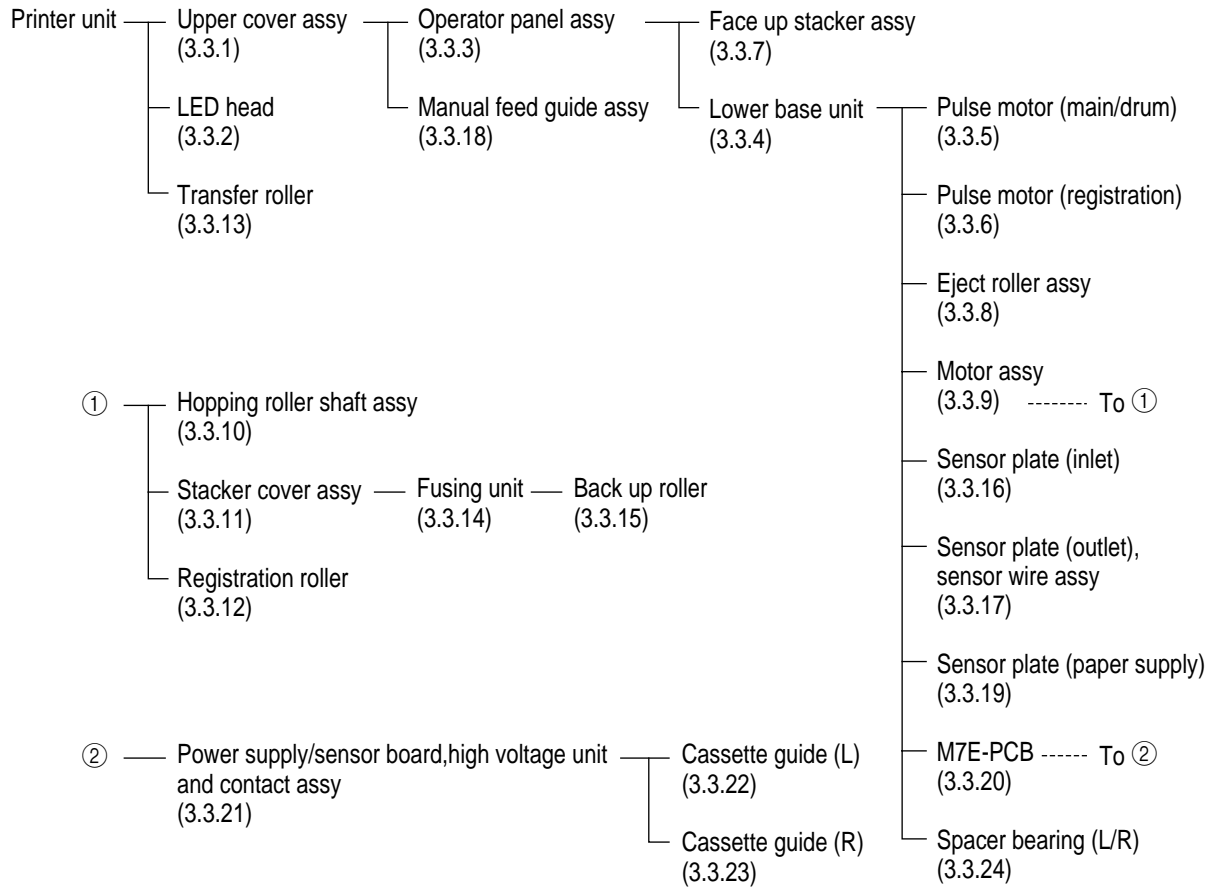 Printer unit
Upper cover assy
(3.3.1)
Operator panel assy
(3.3.3)
Face up stacker assy
(3.3.7)
LED head
(3.3.2)
Manual feed guide assy
(3.3.18)
Lower base unit
(3.3.4)
Pulse motor (main/drum)
(3.3.5)
Transfer roller
(3.3.13)
Pulse motor (registration)
(3.3.6)
Eject roller assy
(3.3.8)
Motor assy
(3.3.9) -------- To ①
① Hopping roller shaft assy
(3.3.10)
Sensor plate (inlet)
(3.3.16)
Stacker cover assy
(3.3.11)
Fusing unit
(3.3.14)
Back up roller
(3.3.15)
Sensor plate (outlet),
sensor wire assy
(3.3.17)
Registration roller
(3.3.12)
Sensor plate (paper supply)
(3.3.19)
② Power supply/sensor board,high voltage unit
and contact assy
(3.3.21)
Cassette guide (L)
(3.3.22)
M7E-PCB ------ To ②
(3.3.20)
Cassette guide (R)
(3.3.23)
Spacer bearing (L/R)
(3.3.24)